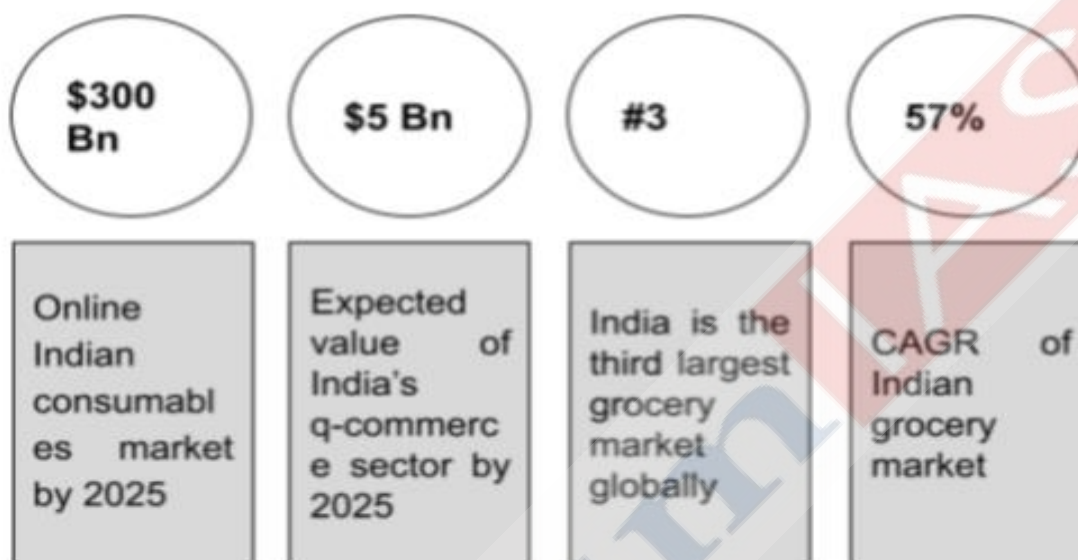 $300
Bn
$5 Bn
#3
57%
Online
Indian
consumabl
es market
by 2025
Expected
value of
India's
q-commerc
e sector by
2025
India is the
third largest
grocery
market
globally
CAGR of
Indian
grocery
market
m
IAS